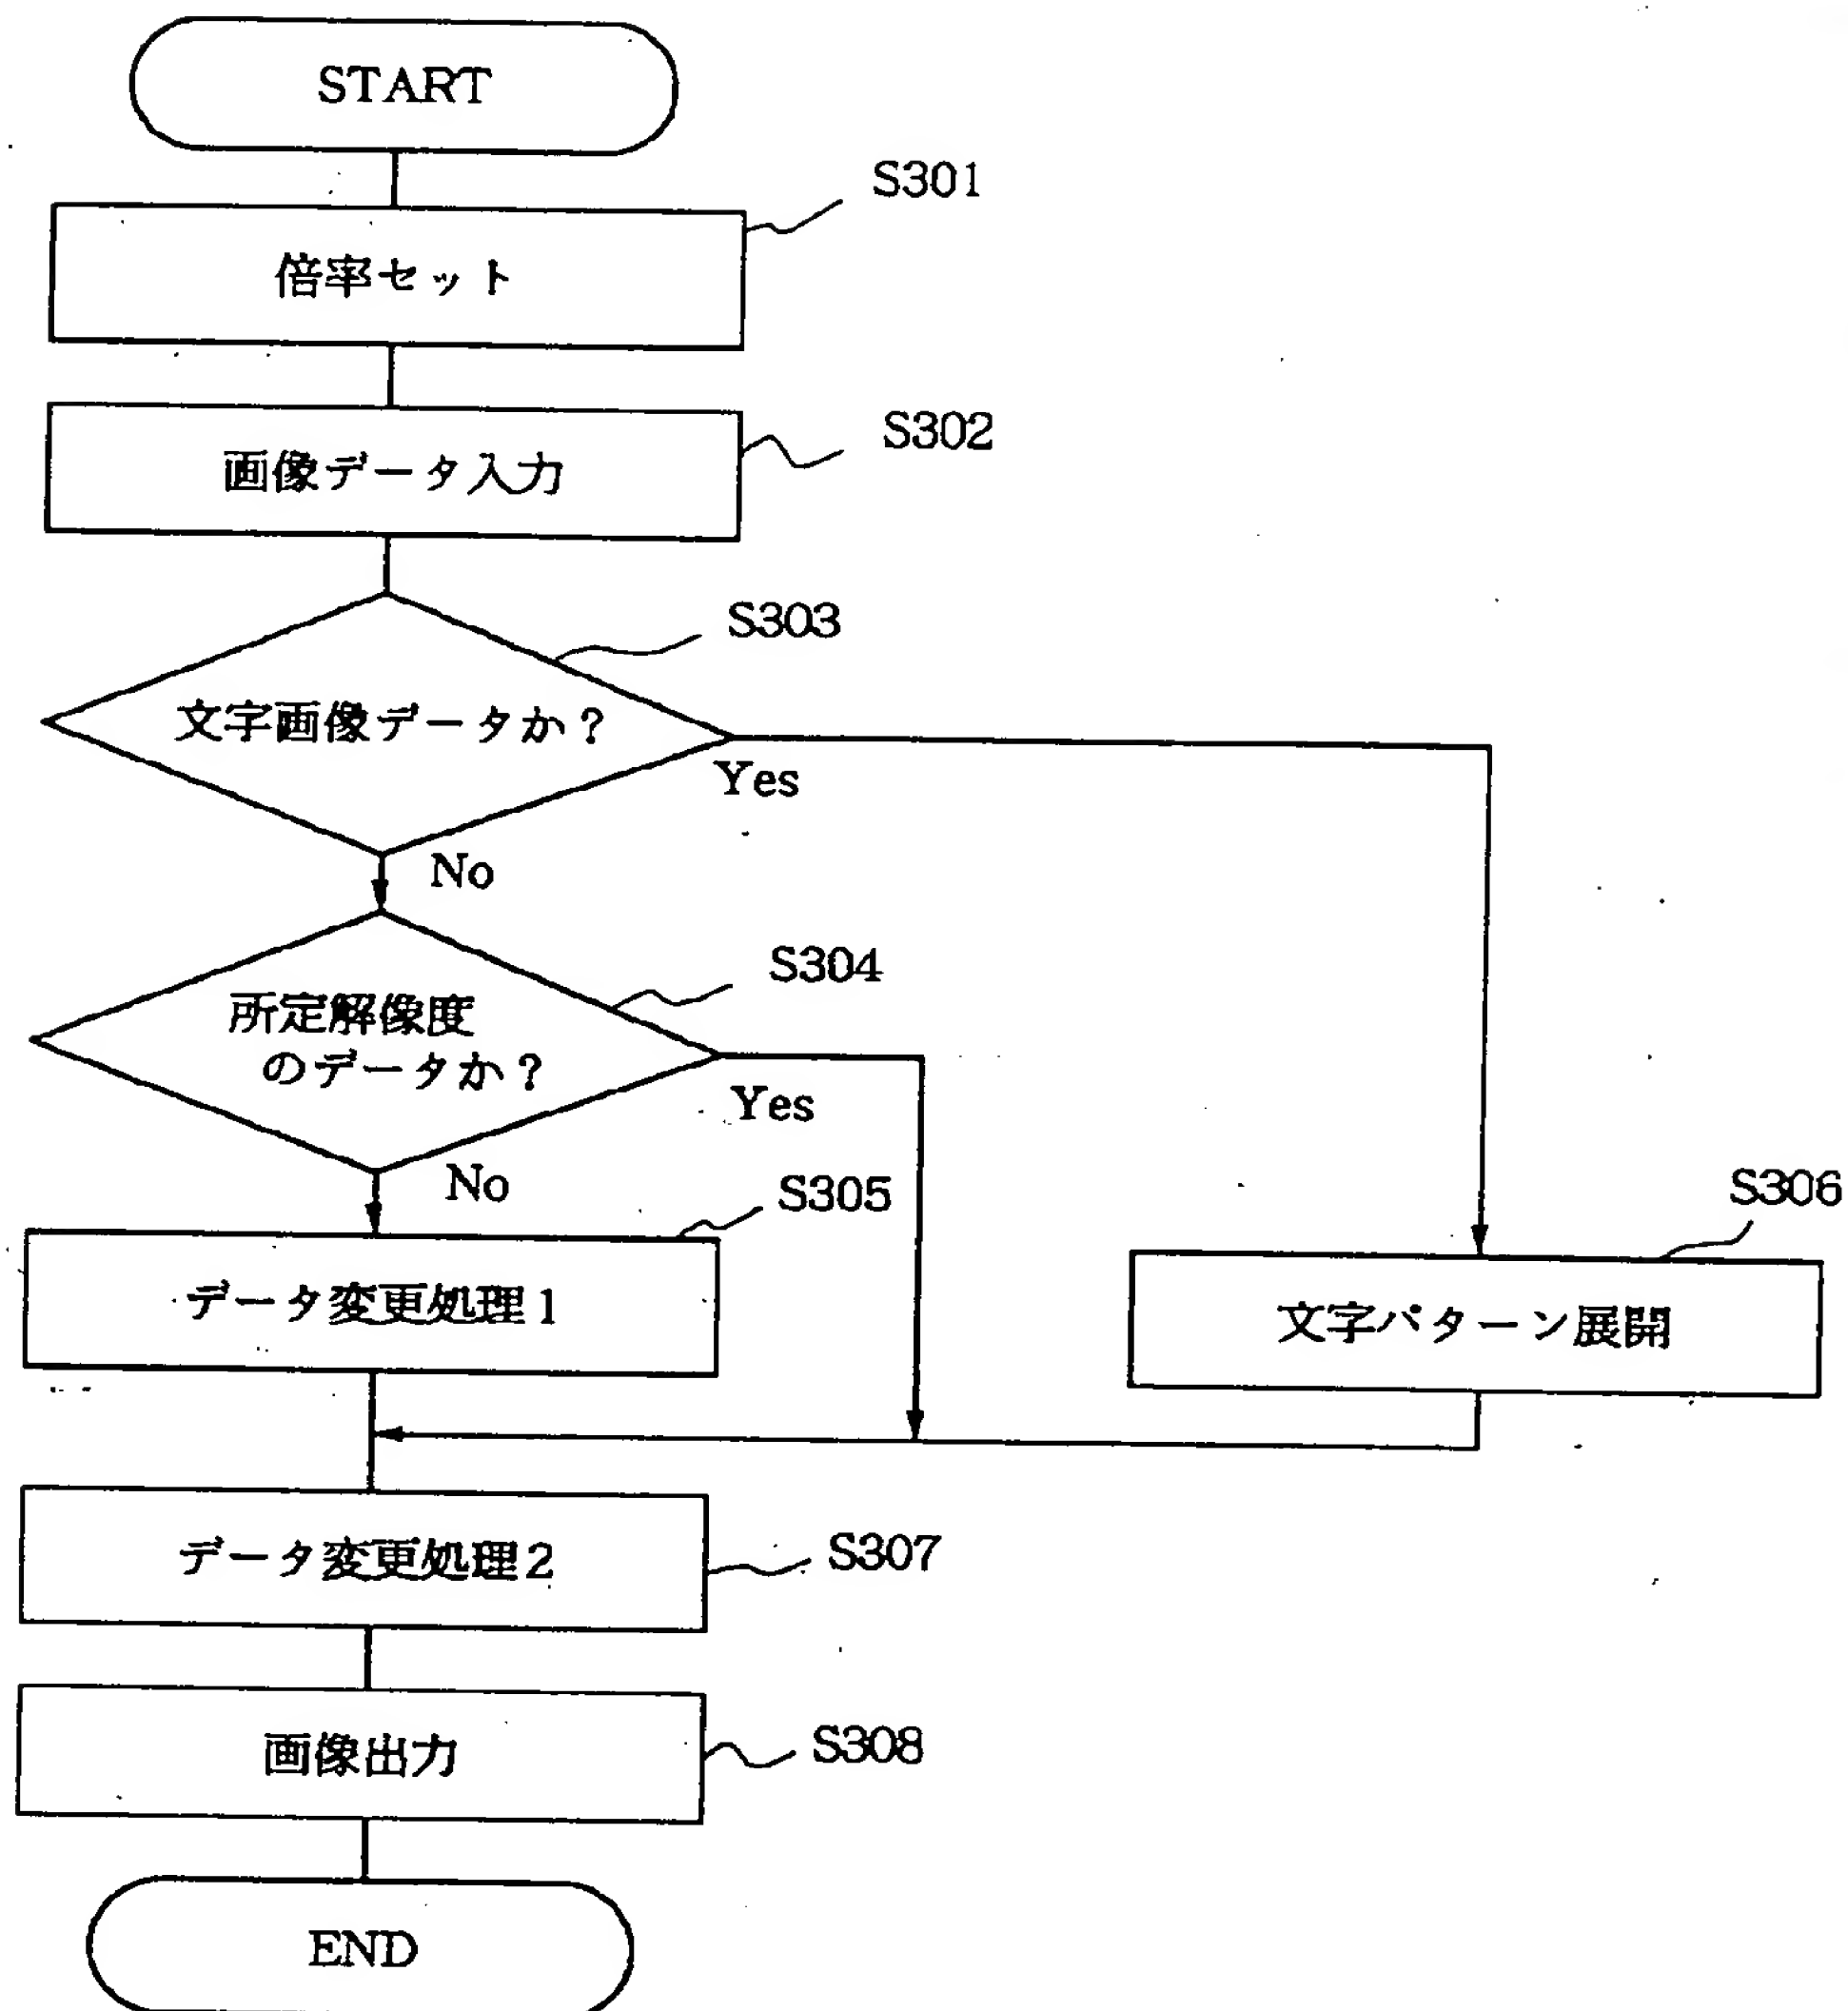 START
S301
倍率セット
S302
画像データ入力
S303
文字画像データか?
Yes
No
S304
所定解像度
のデータか?
Yes
No
S305
データ変更処理1
S306
文字パターン展開
データ変更処理2
S307
画像出力
S308
END